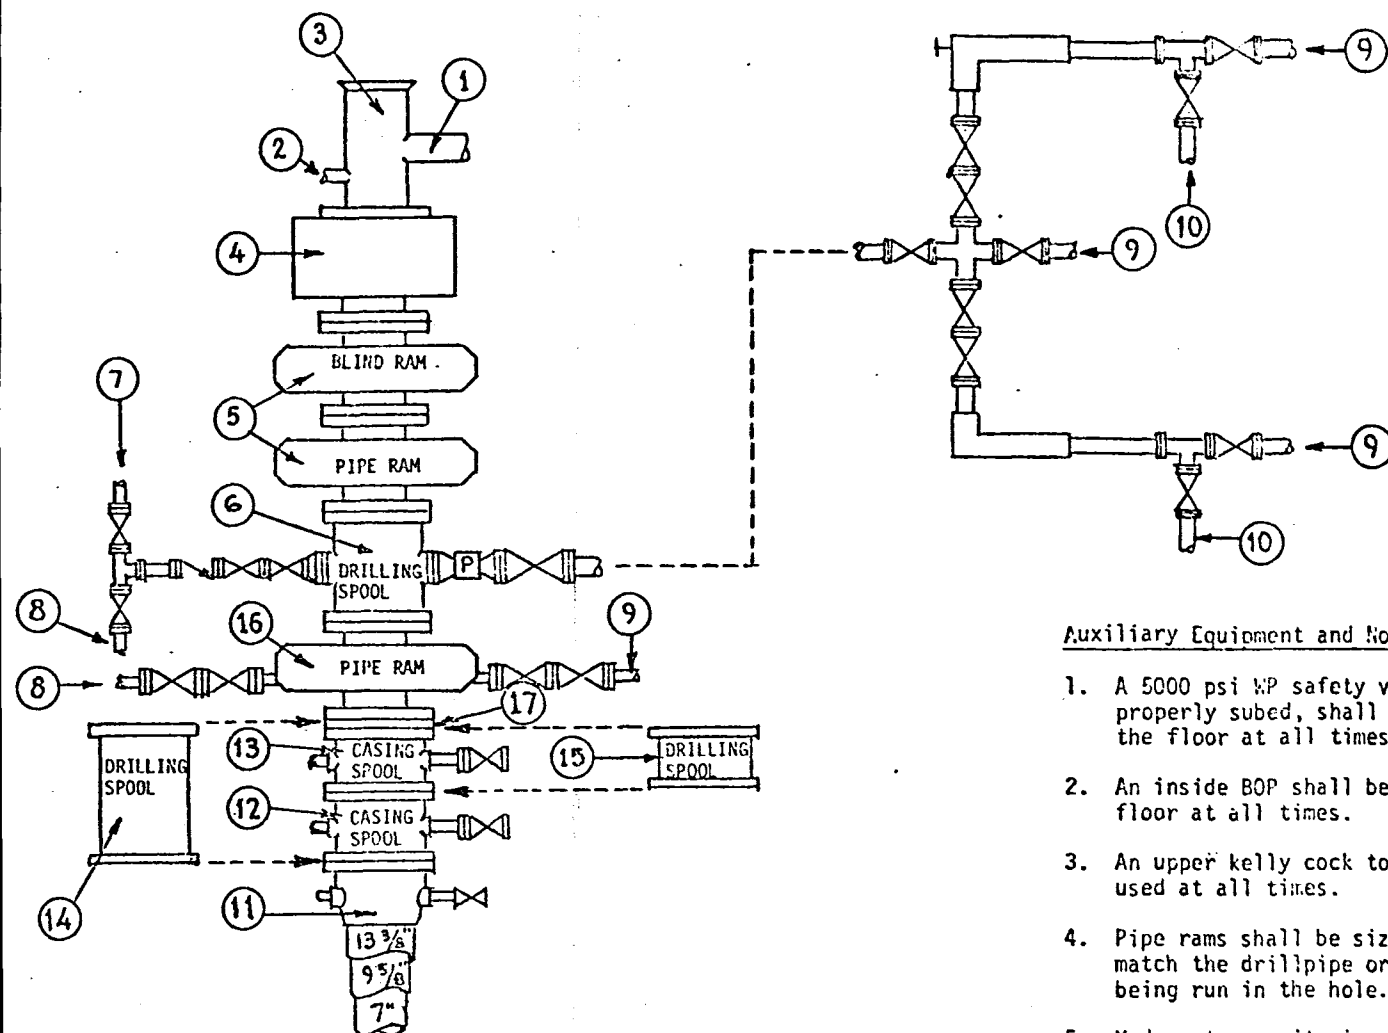 3
1
2
4
BLIND RAM
5
PIPE RAM
7
6
DRILLING
SPOOL
P
8
16
9
8
PIPE RAM
17
13
CASING
SPOOL
DRILLING
SPOOL
15
DRILLING
SPOOL
12
CASING
SPOOL
14
11
13 3/8"
9 5/8"
7"
9
10
9
9
10
Auxiliary Equipment and No
1. A 5000 psi WP safety v
properly subed, shall
the floor at all times
2. An inside BOP shall be
floor at all times.
3. An upper kelly cock to
used at all times.
4. Pipe rams shall be siz
match the drillpipe or
being run in the hole.